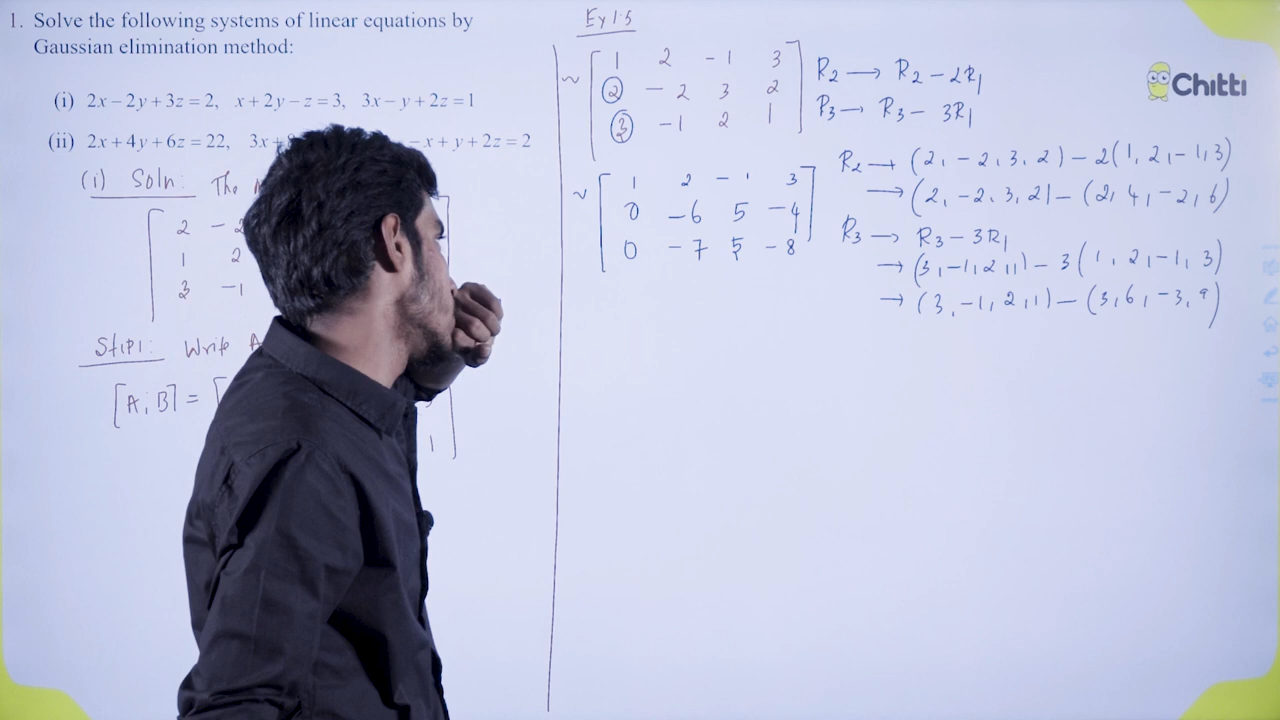 1. Solve the following systems of linear equations by
Gaussian elimination method:
(i) 2x − 2y + 3z = 2, x + 2y − z = 3, 3x − y + 2z = 1
(ii) 2x + 4y + 6z = 22, 3x + −x + y + 2z = 2
(i) Soln: The
2 −2
1 2
3 −1
Step1: Write A
[A, B] = [
1
Ex 1.5
~ [ 1 2 −1 3 ] R2 → R2 − 2R1
2 −2 3 2
3 −1 2 1 R3 → R3 − 3R1
~ [ 1 2 −1 3 ]
0 −6 5 −4
0 −7 5 −8
R2 → (2, −2, 3, 2) − 2(1, 2, −1, 3)
→ (2, −2, 3, 2) − (2, 4, −2, 6)
R3 → R3 − 3R1
→ (3, −1, 2, 1) − 3(1, 2, −1, 3)
→ (3, −1, 2, 1) − (3, 6, −3, 9)
Chitti